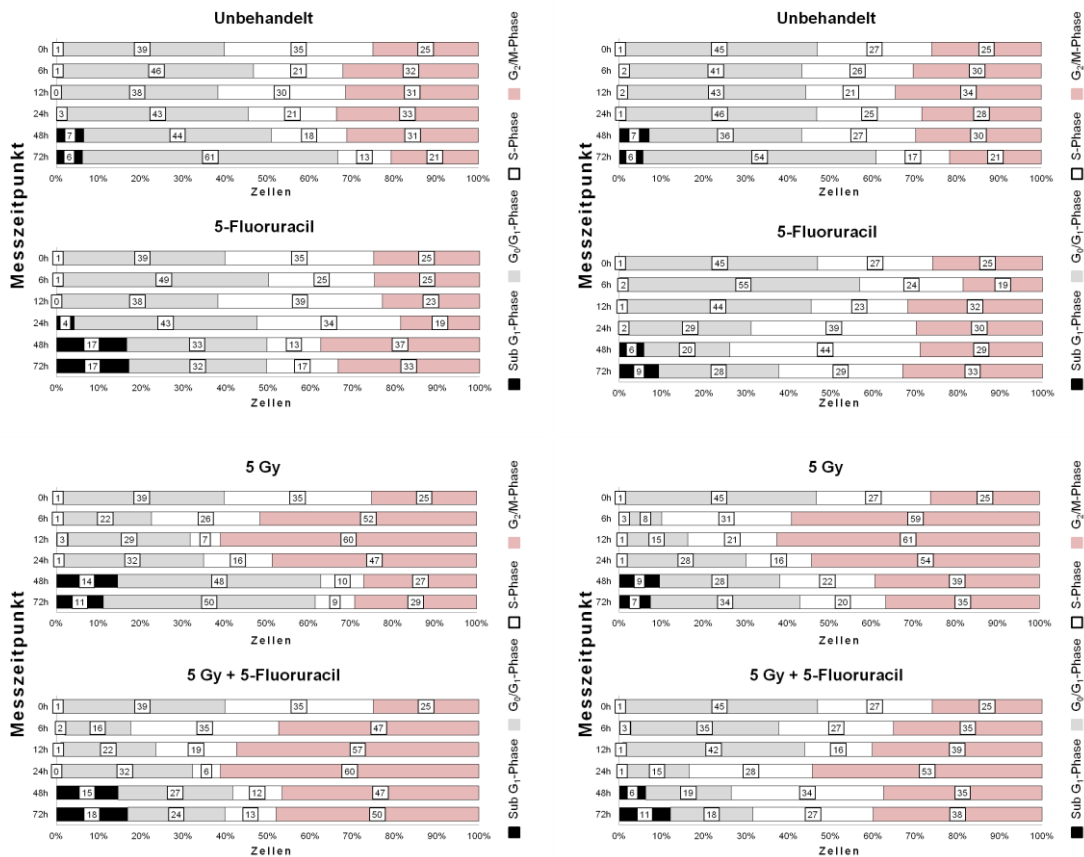 Unbehandelt
0h 1 39 35 25
6h 1 46 21 32
12h 0 38 30 31
24h 3 43 21 33
48h 7 44 18 31
72h 6 61 13 21
0% 10% 20% 30% 40% 50% 60% 70% 80% 90% 100%
Zellen
5-Fluoruracil
0h 1 39 35 25
6h 1 49 25 25
12h 0 38 39 23
24h 4 43 34 19
48h 17 33 13 37
72h 17 32 17 33
0% 10% 20% 30% 40% 50% 60% 70% 80% 90% 100%
Zellen
Messzeitpunkt
Sub G₁-Phase G₀/G₁-Phase S-Phase G₂/M-Phase
Unbehandelt
0h 1 45 27 25
6h 2 41 26 30
12h 2 43 21 34
24h 1 46 25 28
48h 7 36 27 30
72h 6 54 17 21
0% 10% 20% 30% 40% 50% 60% 70% 80% 90% 100%
Zellen
5-Fluoruracil
0h 1 45 27 25
6h 2 55 24 19
12h 1 44 23 32
24h 2 29 39 30
48h 6 20 44 29
72h 9 28 29 33
0% 10% 20% 30% 40% 50% 60% 70% 80% 90% 100%
Zellen
Messzeitpunkt
Sub G₁-Phase G₀/G₁-Phase S-Phase G₂/M-Phase
5 Gy
0h 1 39 35 25
6h 1 22 26 52
12h 3 29 7 60
24h 1 32 16 47
48h 14 48 10 27
72h 11 50 9 29
0% 10% 20% 30% 40% 50% 60% 70% 80% 90% 100%
Zellen
5 Gy + 5-Fluoruracil
0h 1 39 35 25
6h 2 16 35 47
12h 1 22 19 57
24h 0 32 6 60
48h 15 27 12 47
72h 18 24 13 50
0% 10% 20% 30% 40% 50% 60% 70% 80% 90% 100%
Zellen
Messzeitpunkt
Sub G₁-Phase G₀/G₁-Phase S-Phase G₂/M-Phase
5 Gy
0h 1 45 27 25
6h 3 8 31 59
12h 1 15 21 61
24h 1 28 16 54
48h 9 28 22 39
72h 7 34 20 35
0% 10% 20% 30% 40% 50% 60% 70% 80% 90% 100%
Zellen
5 Gy + 5-Fluoruracil
0h 1 45 27 25
6h 3 35 27 35
12h 1 42 16 39
24h 1 15 28 53
48h 6 19 34 35
72h 11 18 27 38
0% 10% 20% 30% 40% 50% 60% 70% 80% 90% 100%
Zellen
Messzeitpunkt
Sub G₁-Phase G₀/G₁-Phase S-Phase G₂/M-Phase